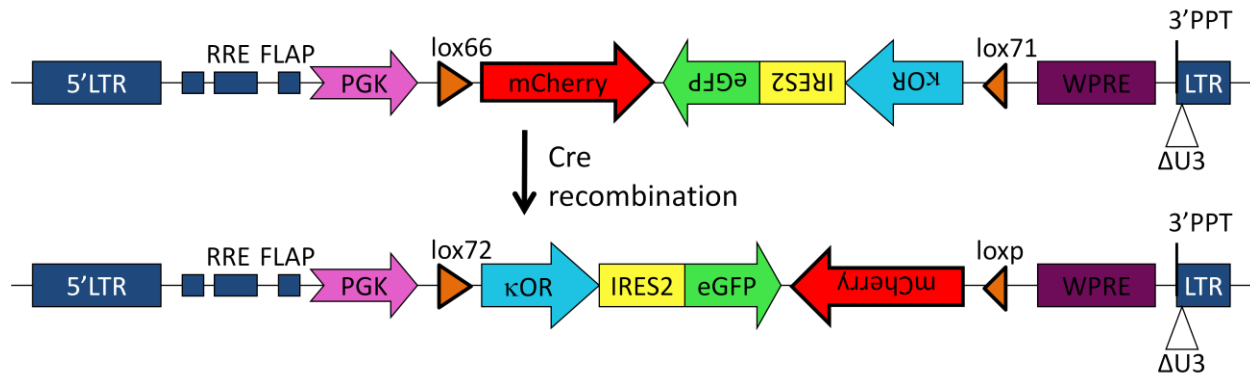 3'PPT
RRE FLAP lox66 lox71
5'LTR PGK mCherry eGFP IRES2 κOR WPRE LTR
ΔU3
Cre
recombination
3'PPT
RRE FLAP lox72 loxp
5'LTR PGK κOR IRES2 eGFP mCherry WPRE LTR
ΔU3